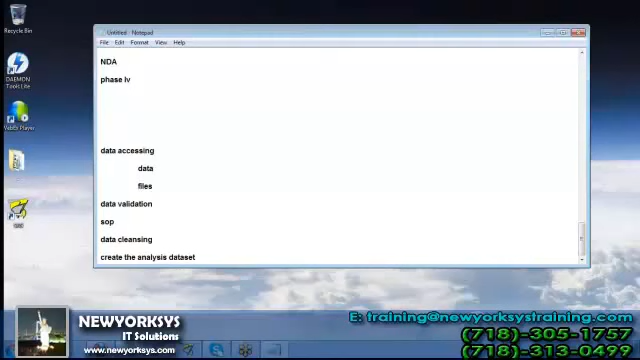 Recycle Bin
DAEMON
Tools Lite
WebEx Player
Untitled - Notepad
File Edit Format View Help
NDA
phase iv
data accessing
data
files
data validation
sop
data cleansing
create the analysis dataset
NEWYORKSYS
IT Solutions
www.newyorksys.com
E: training@newyorksystraining.com
(718)-305-1757
(718)-313-0499